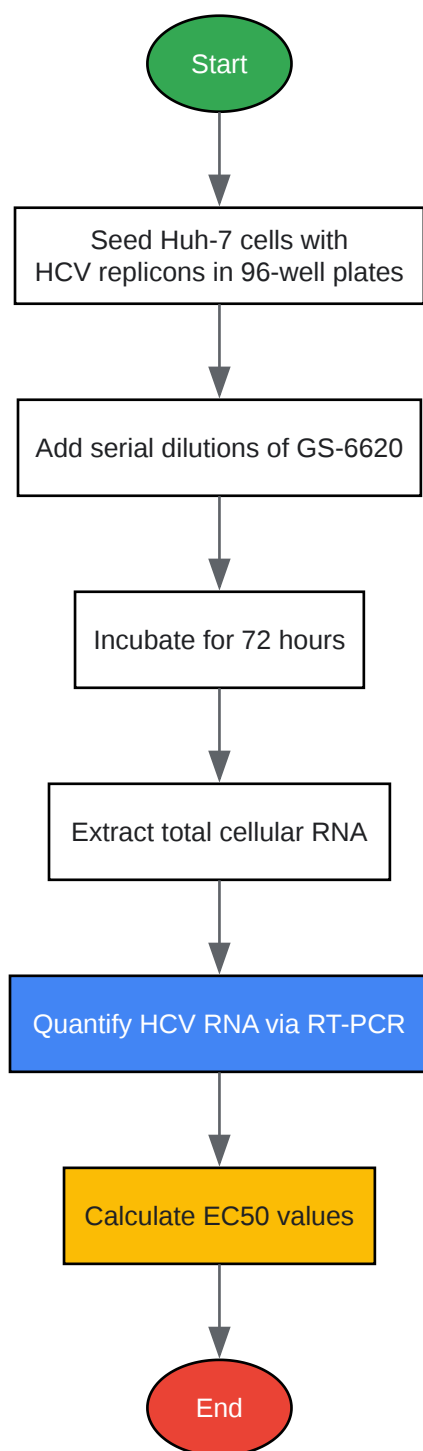 Start
Seed Huh-7 cells with
HCV replicons in 96-well plates
Add serial dilutions of GS-6620
Incubate for 72 hours
Extract total cellular RNA
Quantify HCV RNA via RT-PCR
Calculate EC50 values
End